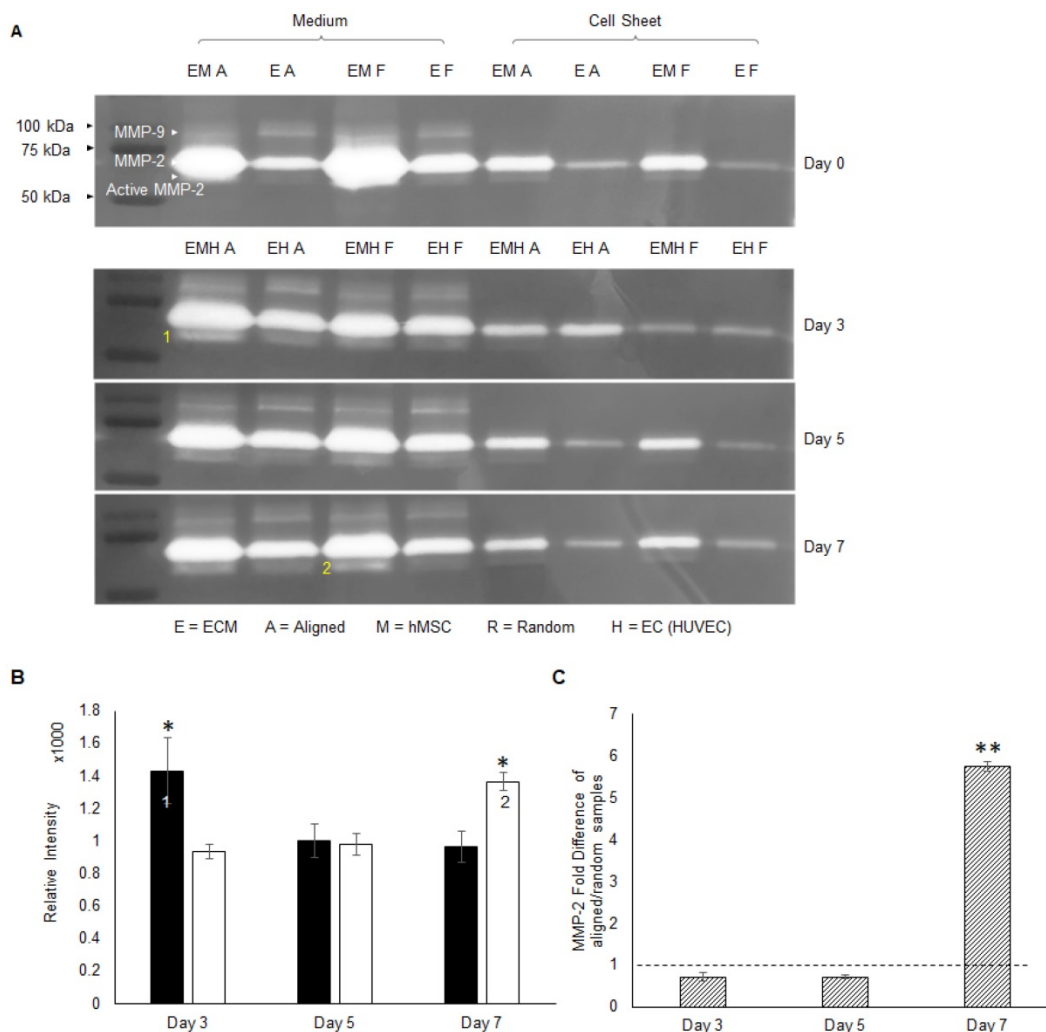 A
Medium Cell Sheet
EM A E A EM F E F EM A E A EM F E F
100 kDa
MMP-9
75 kDa
MMP-2
Day 0
Active MMP-2
50 kDa
EMH A EH A EMH F EH F EMH A EH A EMH F EH F
Day 3
1
Day 5
Day 7
2
E = ECM A = Aligned M = hMSC R = Random H = EC (HUVEC)
B
Relative Intensity x1000
1.8
1.6
1.4
1.2
1
0.8
0.6
0.4
0.2
0
*
1
*
2
Day 3 Day 5 Day 7
C
MMP-2 Fold Difference of
aligned/random samples
7
6
5
4
3
2
1
0
**
Day 3 Day 5 Day 7